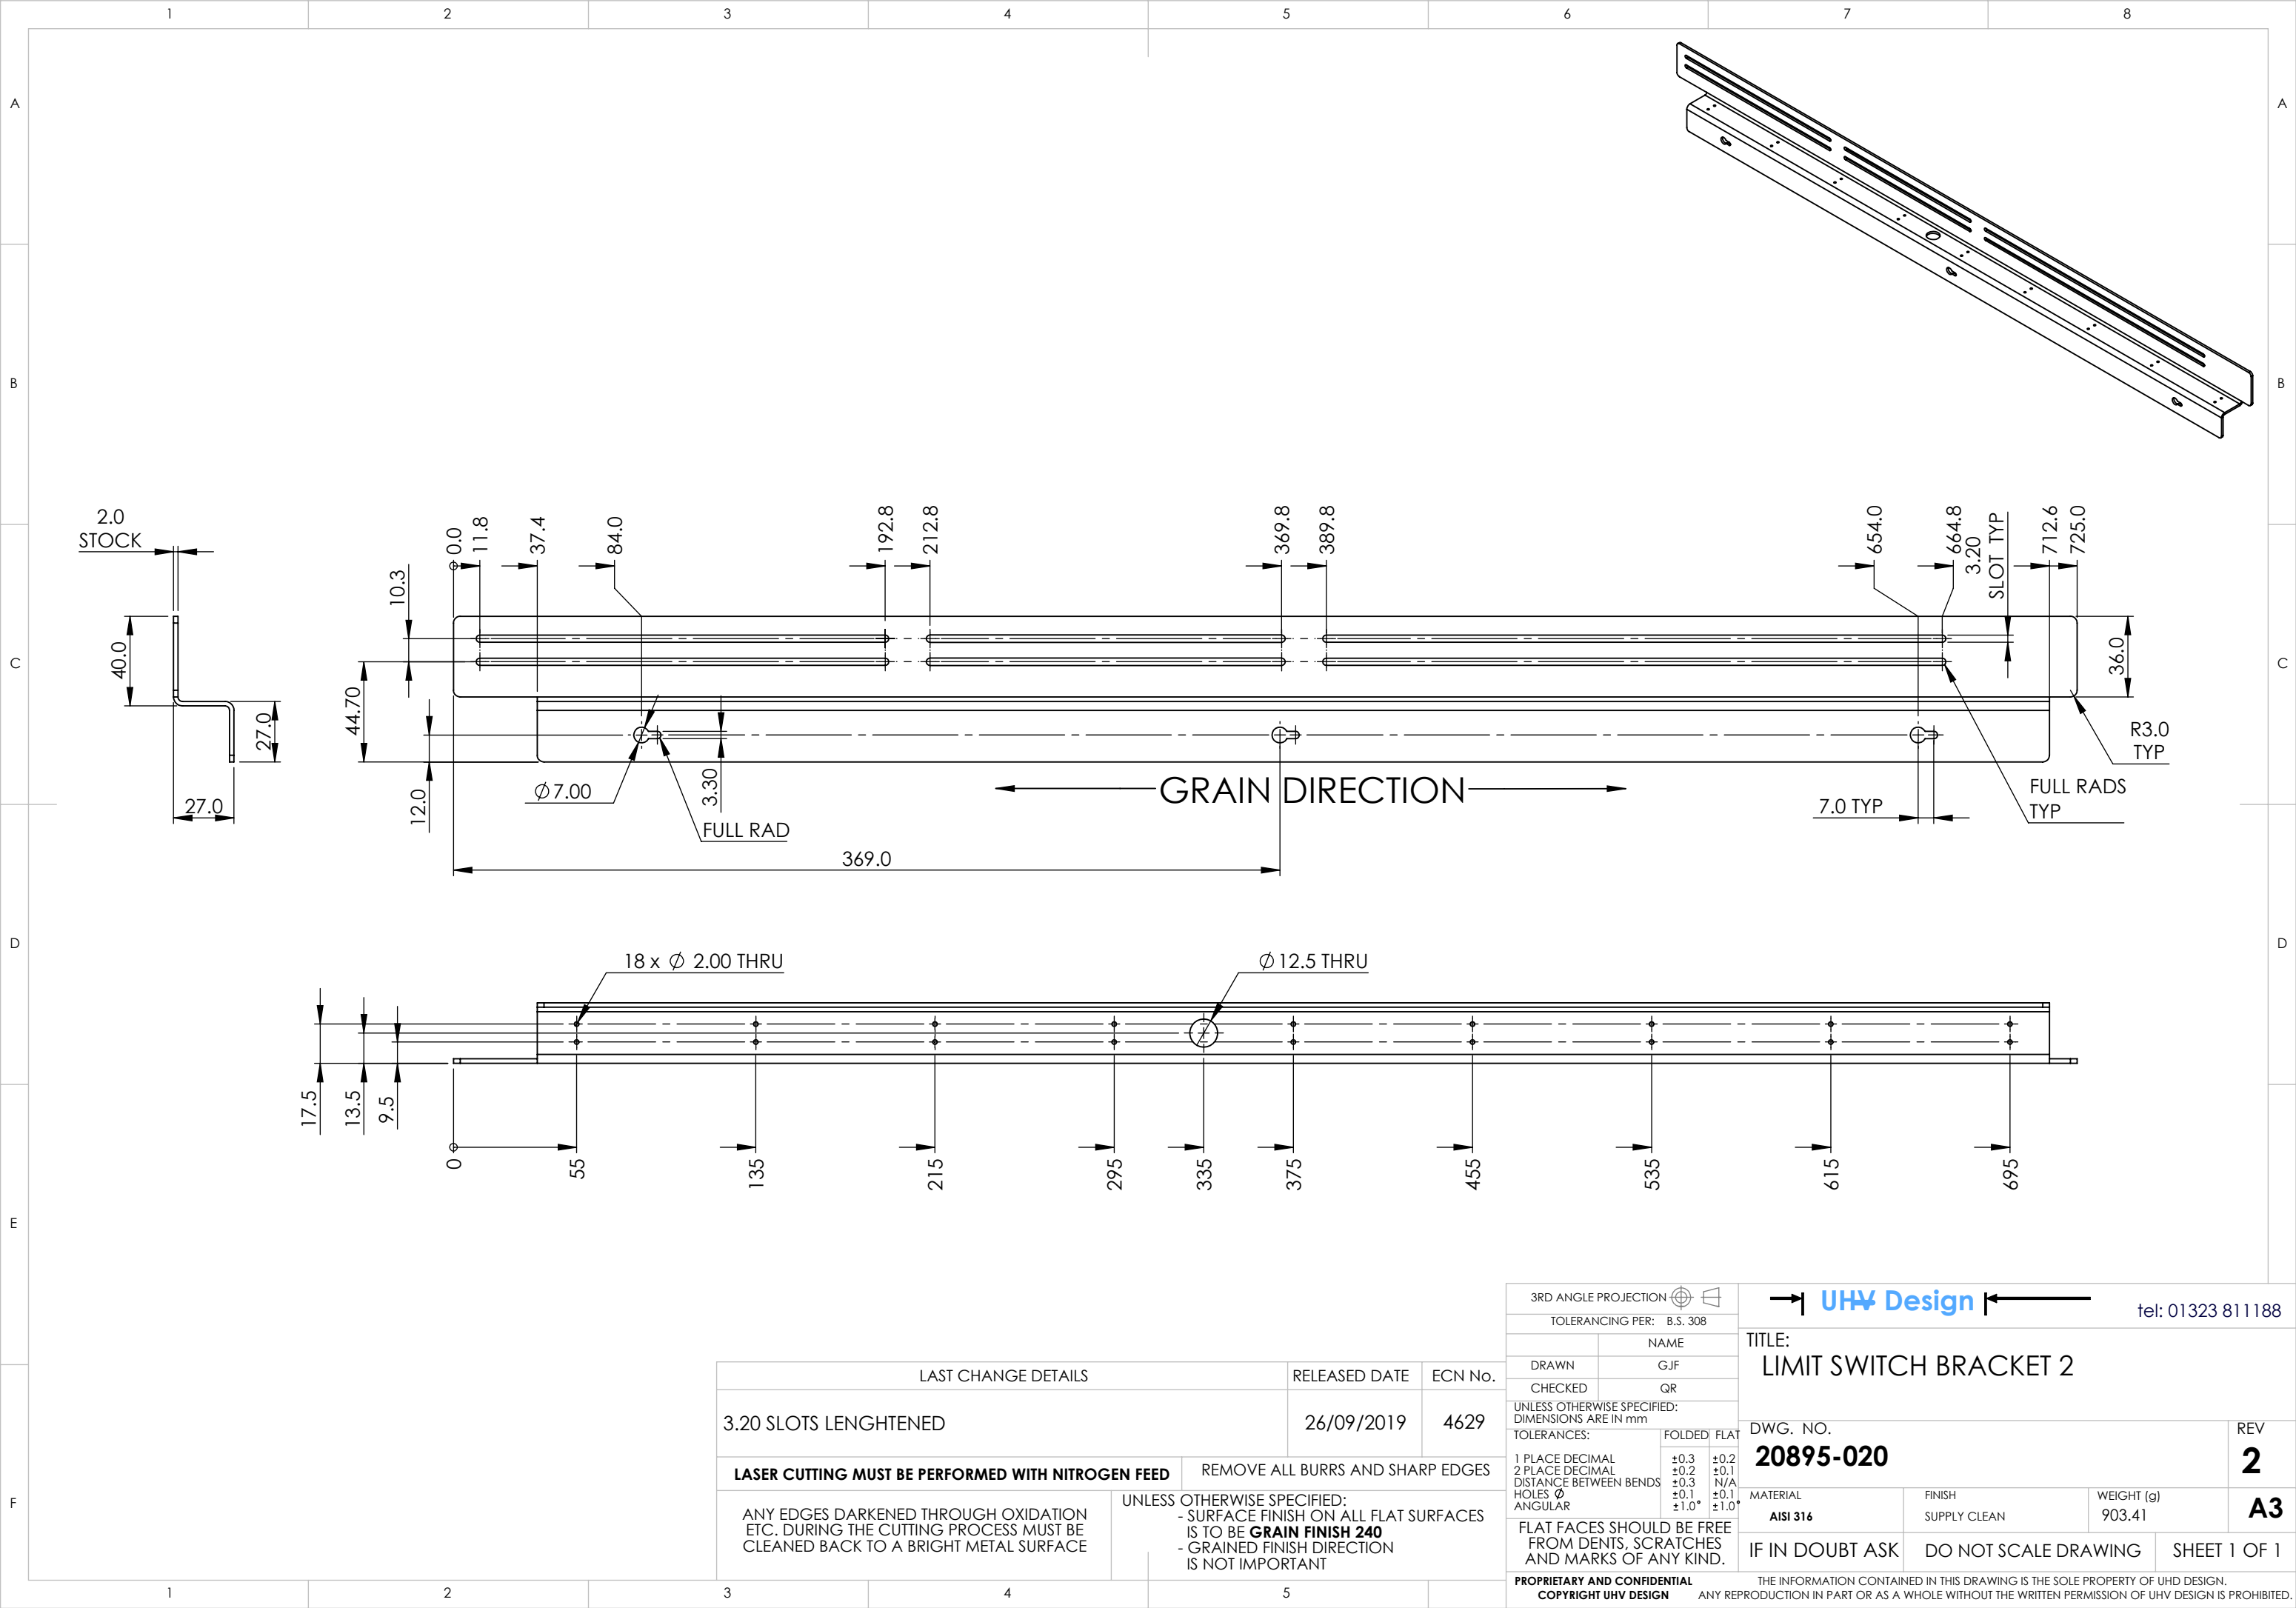 1 2 3 4 5 6 7 8
A A
B B
C C
D D
E E
F F
2.0
STOCK
40.0
27.0
27.0
0.0
11.8
37.4
84.0
192.8
212.8
369.8
389.8
654.0
664.8
3.20
SLOT TYP
712.6
725.0
10.3
44.70
12.0
36.0
R3.0
TYP
Ø7.00
3.30
FULL RAD
GRAIN DIRECTION
7.0 TYP
FULL RADS
TYP
369.0
18 x Ø 2.00 THRU
Ø12.5 THRU
17.5
13.5
9.5
0
55
135
215
295
335
375
455
535
615
695
LAST CHANGE DETAILS RELEASED DATE ECN No.
3.20 SLOTS LENGHTENED 26/09/2019 4629
LASER CUTTING MUST BE PERFORMED WITH NITROGEN FEED
REMOVE ALL BURRS AND SHARP EDGES
ANY EDGES DARKENED THROUGH OXIDATION
ETC. DURING THE CUTTING PROCESS MUST BE
CLEANED BACK TO A BRIGHT METAL SURFACE
UNLESS OTHERWISE SPECIFIED:
- SURFACE FINISH ON ALL FLAT SURFACES
IS TO BE GRAIN FINISH 240
- GRAINED FINISH DIRECTION
IS NOT IMPORTANT
3RD ANGLE PROJECTION
TOLERANCING PER: B.S. 308
NAME
DRAWN GJF
CHECKED QR
UNLESS OTHERWISE SPECIFIED:
DIMENSIONS ARE IN mm
TOLERANCES: FOLDED FLAT
1 PLACE DECIMAL ±0.3 ±0.2
2 PLACE DECIMAL ±0.2 ±0.1
DISTANCE BETWEEN BENDS ±0.3 N/A
HOLES Ø ±0.1 ±0.1
ANGULAR ±1.0° ±1.0°
FLAT FACES SHOULD BE FREE
FROM DENTS, SCRATCHES
AND MARKS OF ANY KIND.
UHV Design
tel: 01323 811188
TITLE:
LIMIT SWITCH BRACKET 2
DWG. NO.
20895-020
REV
2
MATERIAL
AISI 316
FINISH
SUPPLY CLEAN
WEIGHT (g)
903.41
A3
IF IN DOUBT ASK
DO NOT SCALE DRAWING
SHEET 1 OF 1
PROPRIETARY AND CONFIDENTIAL
COPYRIGHT UHV DESIGN
THE INFORMATION CONTAINED IN THIS DRAWING IS THE SOLE PROPERTY OF UHD DESIGN.
ANY REPRODUCTION IN PART OR AS A WHOLE WITHOUT THE WRITTEN PERMISSION OF UHV DESIGN IS PROHIBITED.
1 2 3 4 5